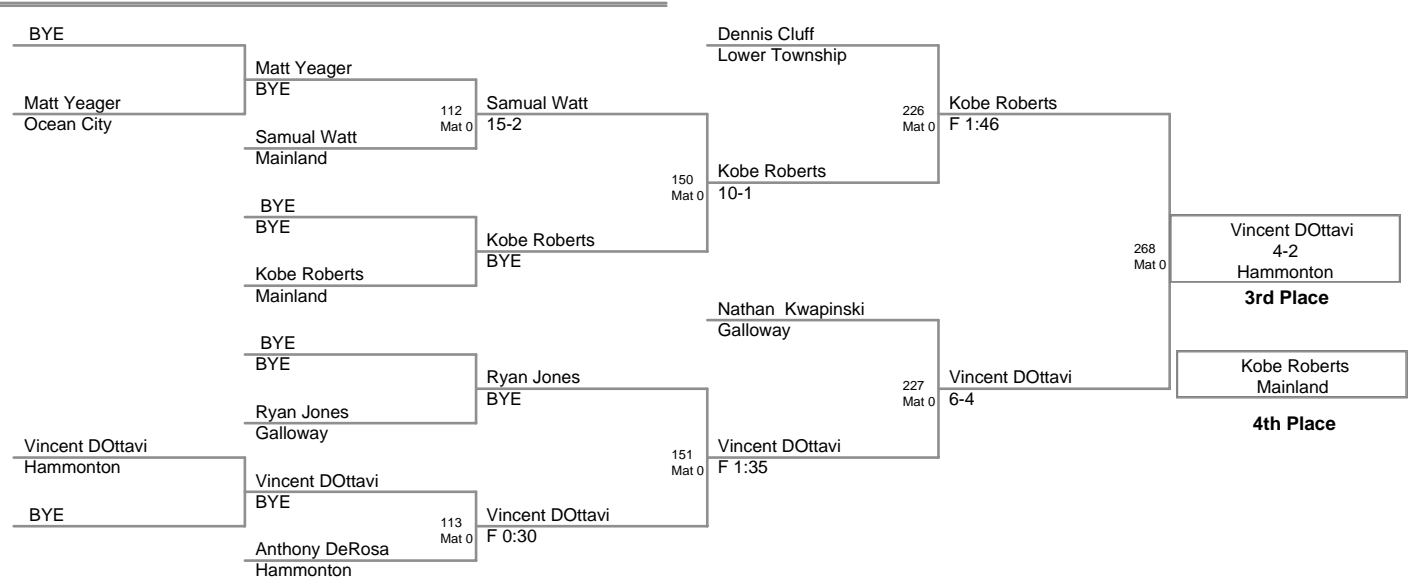 BYE
Matt Yeager
Ocean City
Matt Yeager
BYE
Samual Watt
Mainland
112
Mat 0
Samual Watt
15-2
BYE
BYE
Kobe Roberts
Mainland
Kobe Roberts
BYE
150
Mat 0
Kobe Roberts
10-1
Dennis Cluff
Lower Township
226
Mat 0
Kobe Roberts
F 1:46
BYE
BYE
Ryan Jones
Galloway
Ryan Jones
BYE
Vincent DOttavi
Hammonton
BYE
Vincent DOttavi
BYE
Anthony DeRosa
Hammonton
113
Mat 0
Vincent DOttavi
F 0:30
151
Mat 0
Vincent DOttavi
F 1:35
Nathan  Kwapinski
Galloway
227
Mat 0
Vincent DOttavi
6-4
268
Mat 0
Vincent DOttavi
4-2
Hammonton
3rd Place
Kobe Roberts
Mainland
4th Place